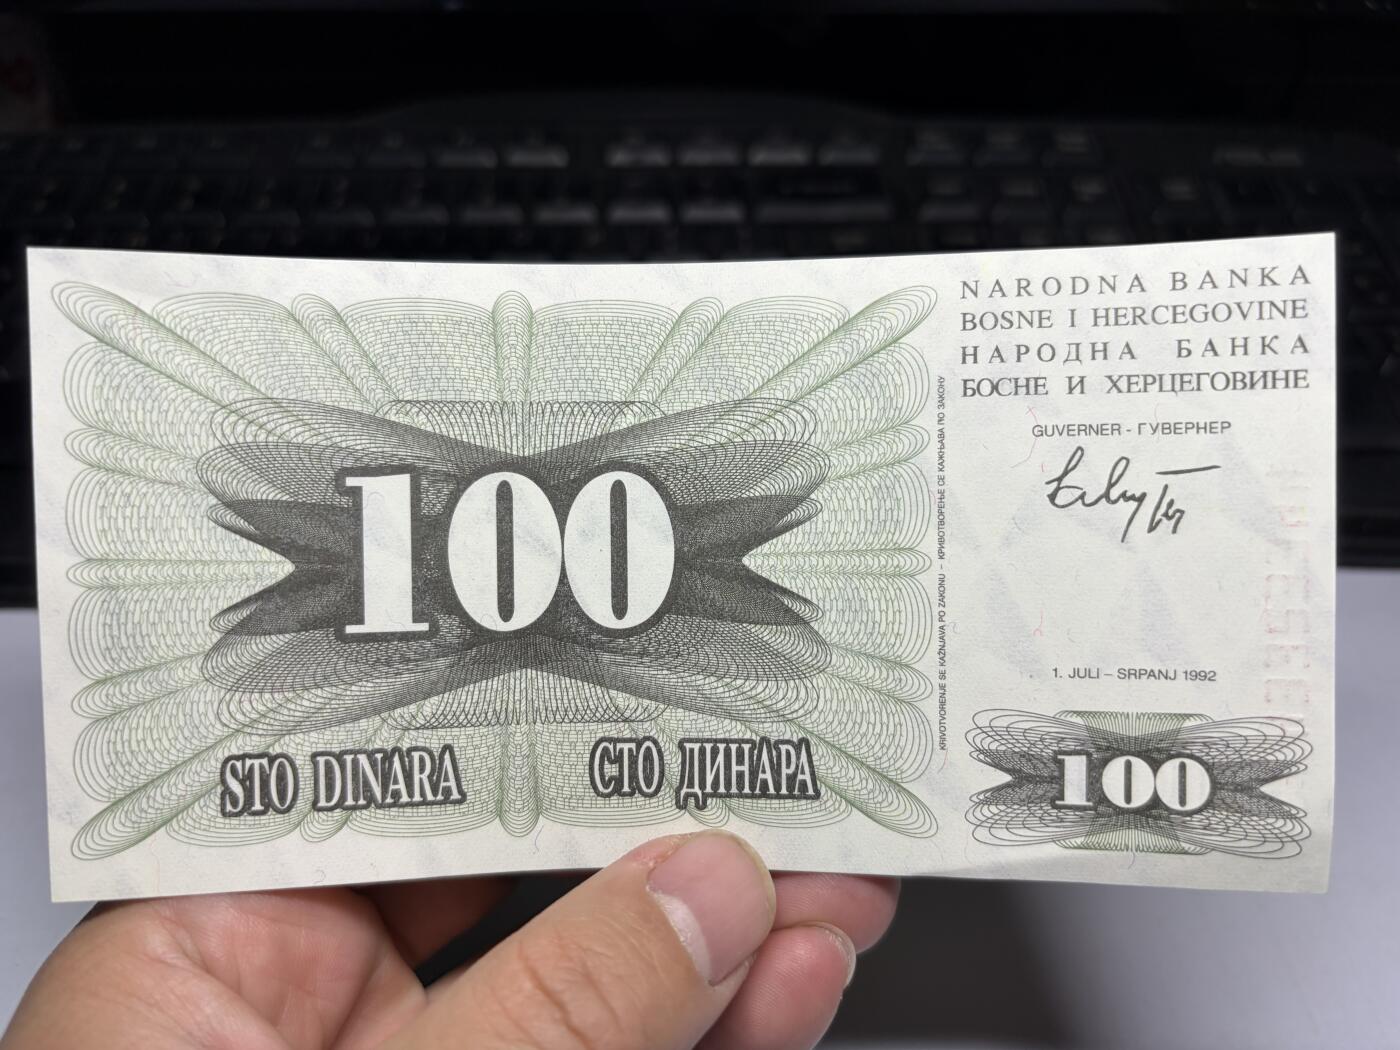 NARODNA BANKA
BOSNE I HERCEGOVINE
НАРОДНА БАНКА
БОСНЕ И ХЕРЦЕГОВИНЕ
GUVERNER - ГУВЕРНЕР
KRIVOTVORENJE SE KAŽNJAVA PO ZAKONU – КРИВОТВОРЕЊЕ СЕ КАЖЊАВА ПО ЗАКОНУ
100
1. JULI – SRPANJ 1992
STO DINARA СТО ДИНАРА
100